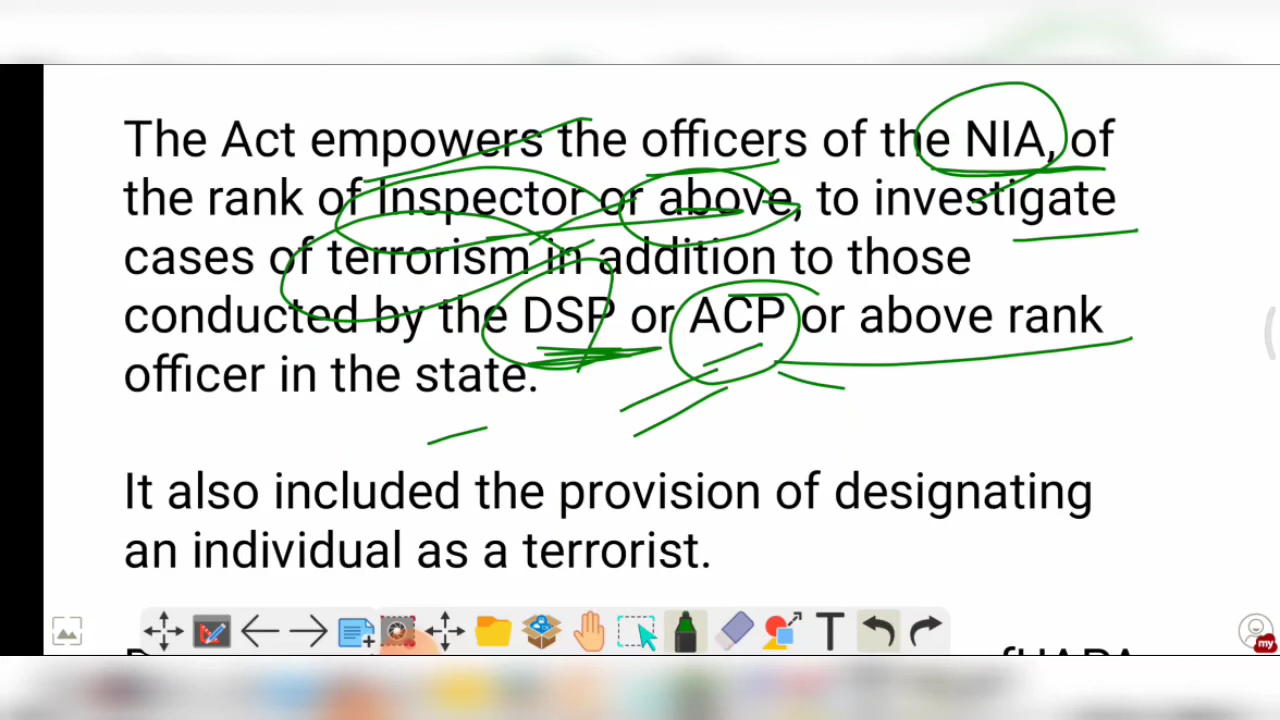 The Act empowers the officers of the NIA, of
the rank of Inspector or above, to investigate
cases of terrorism in addition to those
conducted by the DSP or ACP or above rank
officer in the state.
It also included the provision of designating
an individual as a terrorist.
T
my